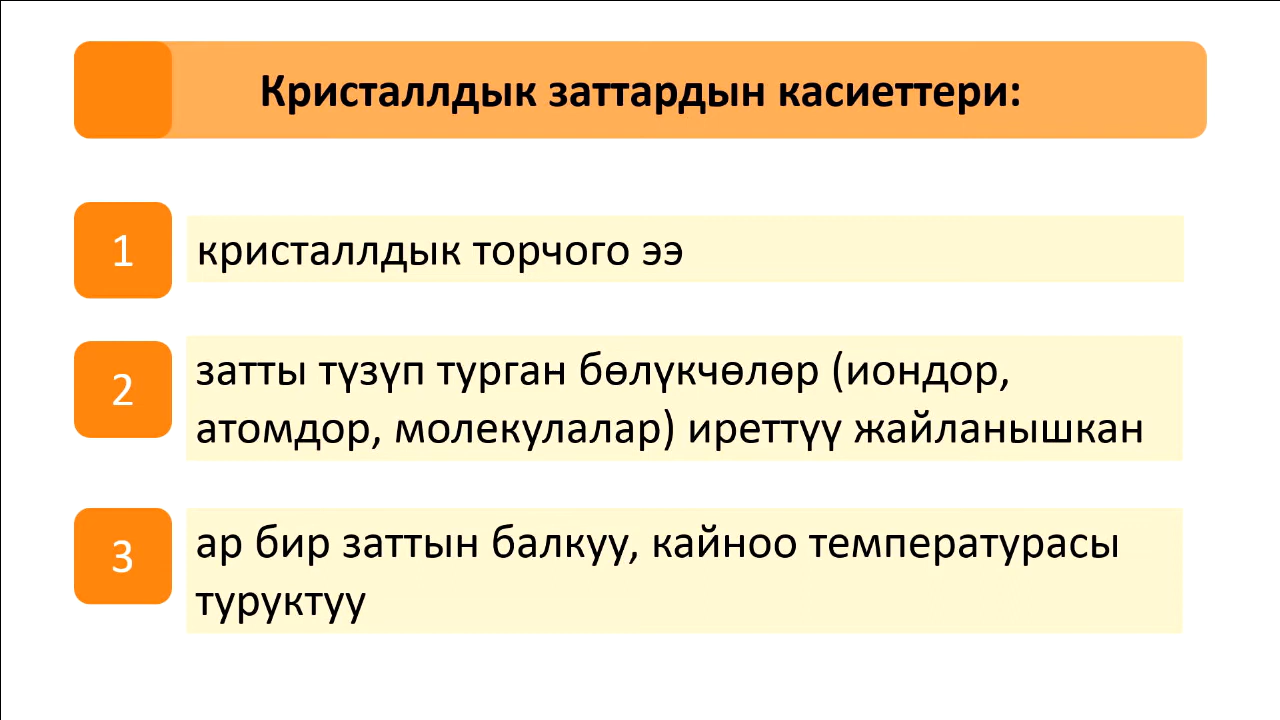 Кристаллдык заттардын касиеттери:
1
кристаллдык торчого ээ
2
затты түзүп турган бөлүкчөлөр (иондор,
атомдор, молекулалар) иреттүү жайланышкан
3
ар бир заттын балкуу, кайноо температурасы
туруктуу